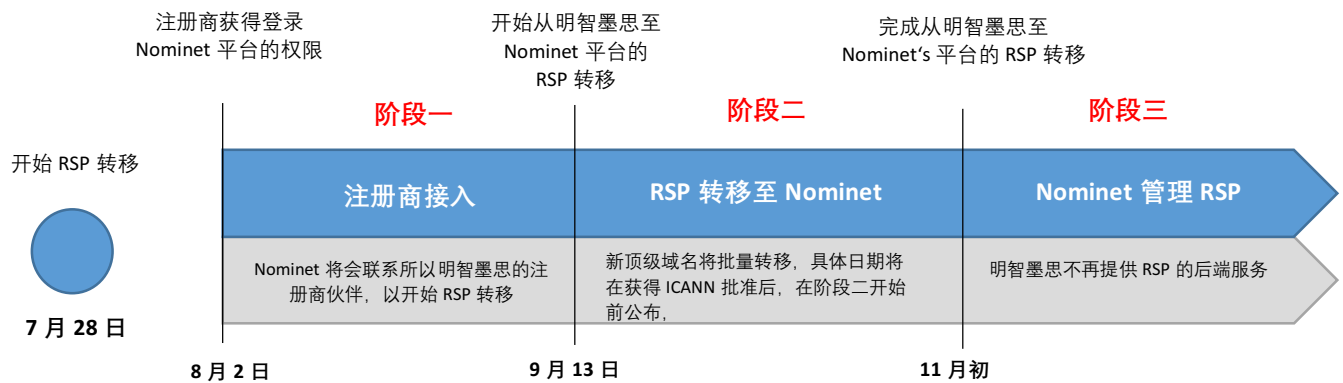 注册商获得登录
Nominet 平台的权限
开始从明智墨思至
Nominet 平台的
RSP 转移
完成从明智墨思至
Nominet‘s 平台的 RSP 转移
阶段一
阶段二
阶段三
开始 RSP 转移
注册商接入
RSP 转移至 Nominet
Nominet 管理 RSP
Nominet 将会联系所以明智墨思的注
册商伙伴，以开始 RSP 转移
新顶级域名将批量转移，具体日期将
在获得 ICANN 批准后，在阶段二开始
前公布，
明智墨思不再提供 RSP 的后端服务
7 月 28 日
8 月 2 日
9 月 13 日
11 月初